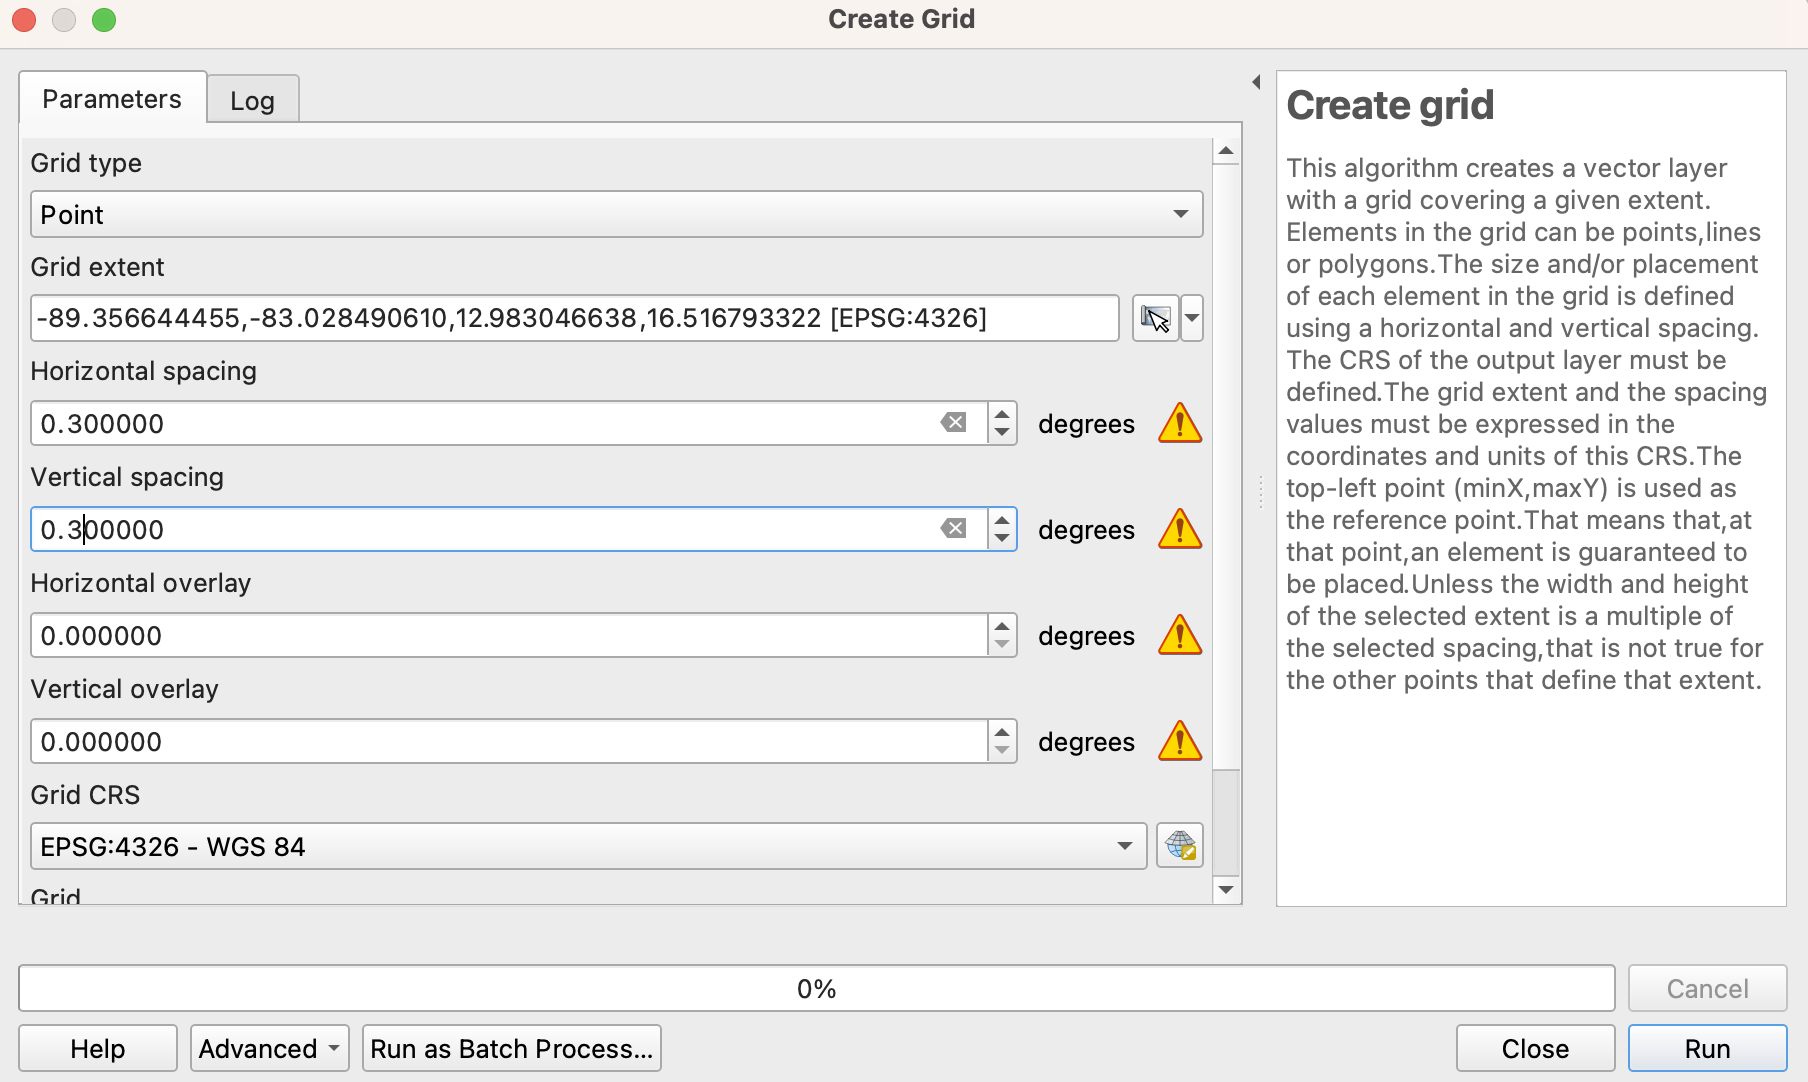 Create Grid
Parameters
Log
Grid type
Point
Grid extent
-89.356644455,-83.028490610,12.983046638,16.516793322 [EPSG:4326]
Horizontal spacing
0.300000
degrees
Vertical spacing
0.300000
degrees
Horizontal overlay
0.000000
degrees
Vertical overlay
0.000000
degrees
Grid CRS
EPSG:4326 - WGS 84
Grid
Create grid
This algorithm creates a vector layer
with a grid covering a given extent.
Elements in the grid can be points,lines
or polygons.The size and/or placement
of each element in the grid is defined
using a horizontal and vertical spacing.
The CRS of the output layer must be
defined.The grid extent and the spacing
values must be expressed in the
coordinates and units of this CRS.The
top-left point (minX,maxY) is used as
the reference point.That means that,at
that point,an element is guaranteed to
be placed.Unless the width and height
of the selected extent is a multiple of
the selected spacing,that is not true for
the other points that define that extent.
0%
Cancel
Help
Advanced
Run as Batch Process...
Close
Run